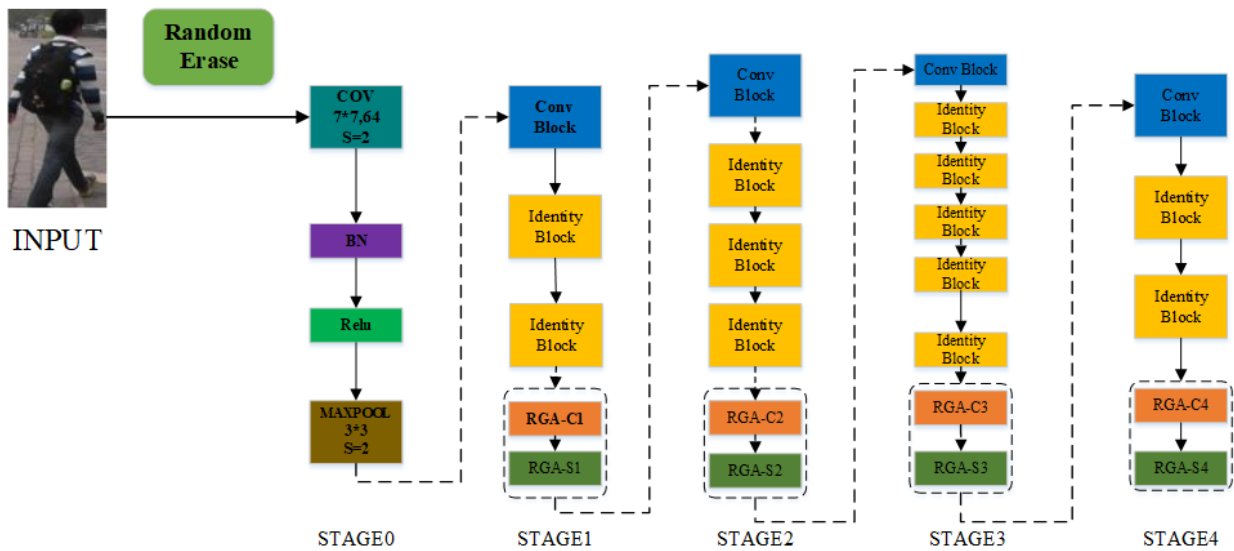 Random
Erase
INPUT
COV
7*7,64
S=2
BN
Relu
MAXPOOL
3*3
S=2
STAGE0
Conv
Block
Identity
Block
Identity
Block
RGA-C1
RGA-S1
STAGE1
Conv
Block
Identity
Block
Identity
Block
Identity
Block
RGA-C2
RGA-S2
STAGE2
Conv Block
Identity
Block
Identity
Block
Identity
Block
Identity
Block
Identity
Block
RGA-C3
RGA-S3
STAGE3
Conv
Block
Identity
Block
Identity
Block
RGA-C4
RGA-S4
STAGE4